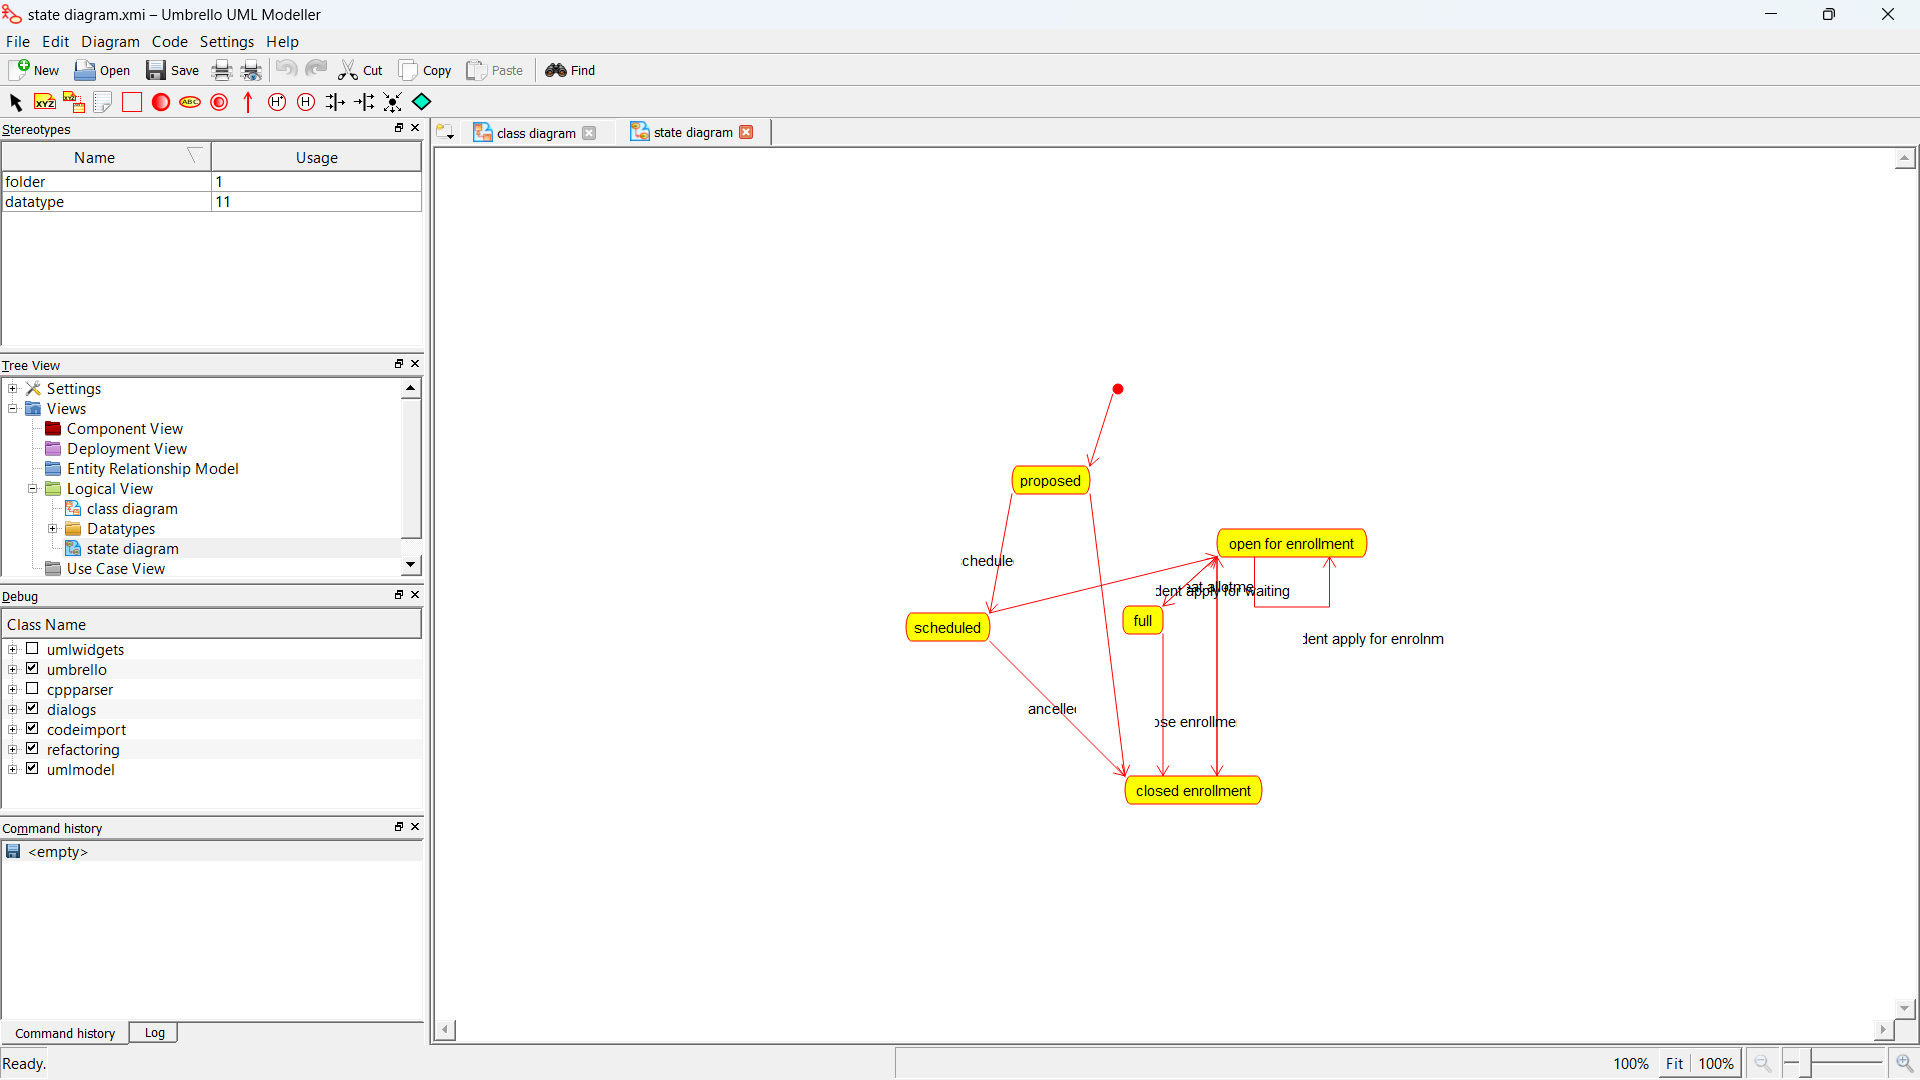 state diagram.xmi – Umbrello UML Modeller
File Edit Diagram Code Settings Help
New Open Save Cut Copy Paste Find
XYZ ABC H* H
Stereotypes
class diagram state diagram
Name Usage
folder 1
datatype 11
Tree View
Settings
Views
Component View
Deployment View
Entity Relationship Model
Logical View
class diagram
Datatypes
state diagram
Use Case View
Debug
Class Name
umlwidgets
umbrello
cppparser
dialogs
codeimport
refactoring
umlmodel
Command history
<empty>
Command history Log
proposed
open for enrollment
chedule
at allotme
dent apply for waiting
full
scheduled
dent apply for enrolnm
ancelled
ose enrollme
closed enrollment
Ready.
100% Fit 100%